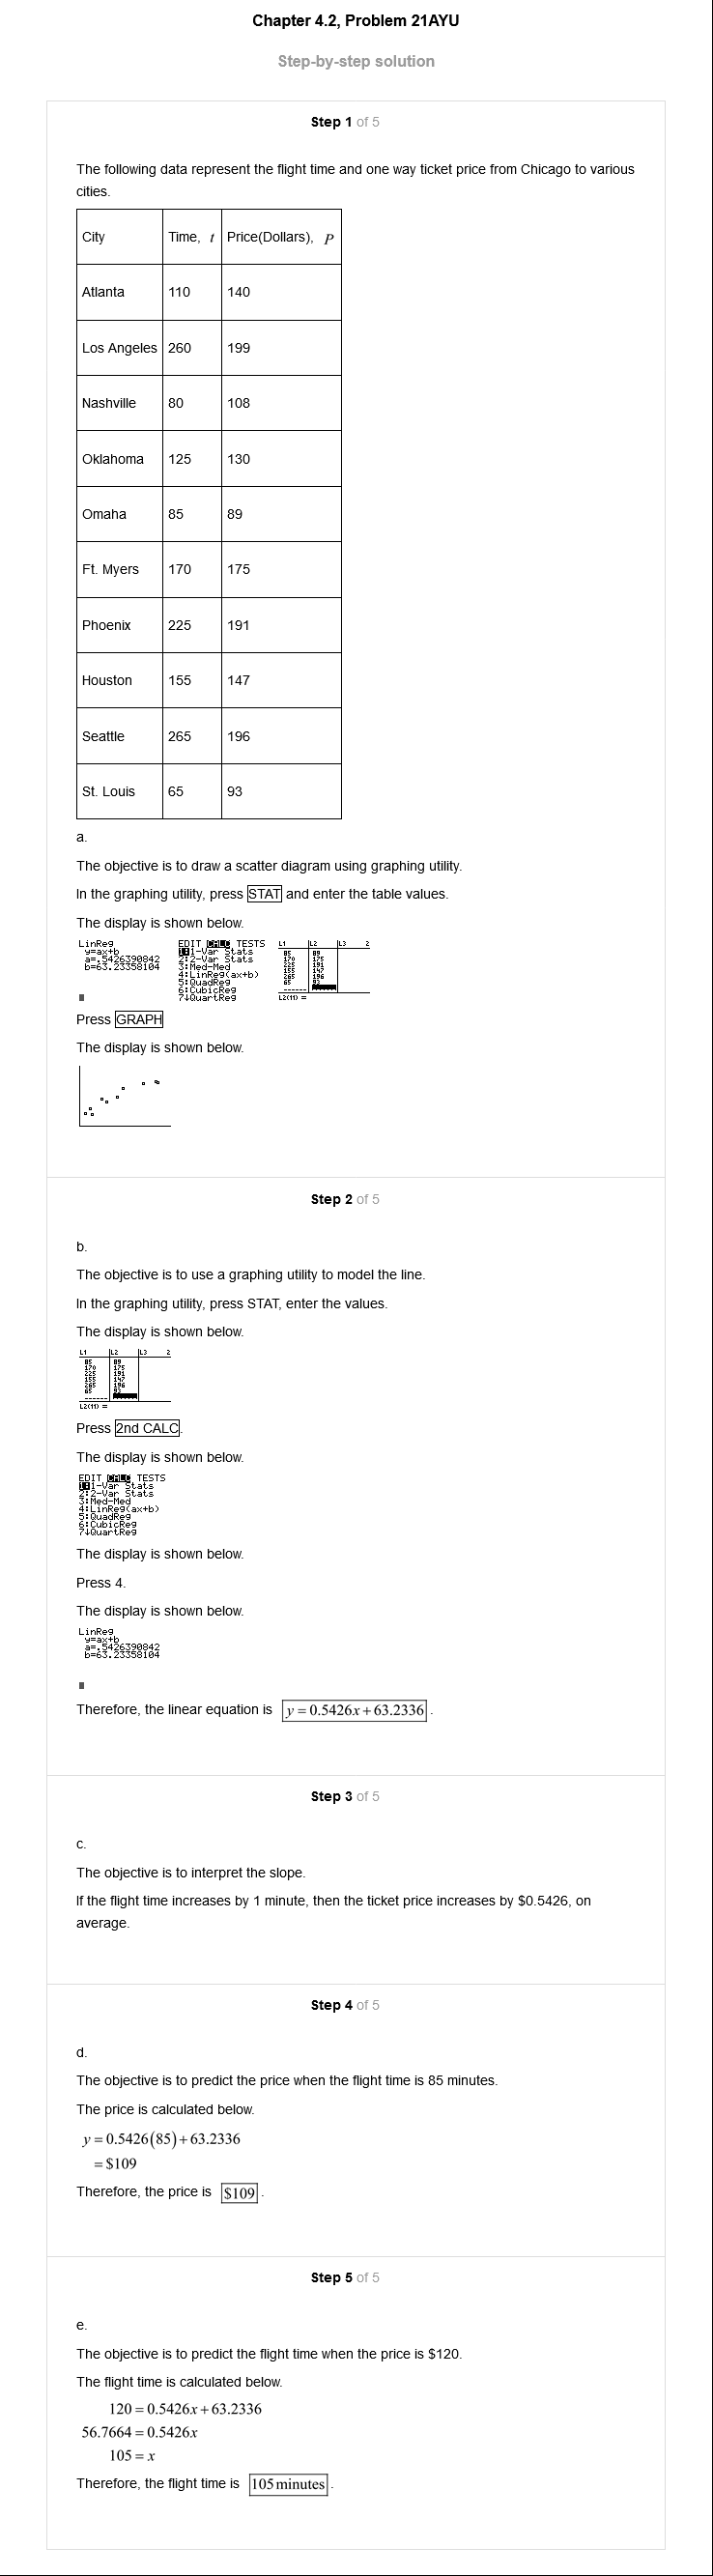 Chapter 4.2, Problem 21AYU
Step-by-step solution
Step 1 of 5
The following data represent the flight time and one way ticket price from Chicago to various
cities.
City Time, t Price(Dollars), P
Atlanta 110 140
Los Angeles 260 199
Nashville 80 108
Oklahoma 125 130
Omaha 85 89
Ft. Myers 170 175
Phoenix 225 191
Houston 155 147
Seattle 265 196
St. Louis 65 93
a.
The objective is to draw a scatter diagram using graphing utility.
In the graphing utility, press STAT and enter the table values.
The display is shown below.
LinReg
y=ax+b
a=.5426390842
b=63.23358104
EDIT CALC TESTS
1:1-Var Stats
2:2-Var Stats
3:Med-Med
4:LinReg(ax+b)
5:QuadReg
6:CubicReg
7↓QuartReg
L1 L2 L3 2
85 89
170 175
225 191
155 147
265 196
65 93
------
L2(11) =
Press GRAPH
The display is shown below.
Step 2 of 5
b.
The objective is to use a graphing utility to model the line.
In the graphing utility, press STAT, enter the values.
The display is shown below.
L1 L2 L3 2
85 89
170 175
225 191
155 147
265 196
65 93
------
L2(11) =
Press 2nd CALC.
The display is shown below.
EDIT CALC TESTS
1:1-Var Stats
2:2-Var Stats
3:Med-Med
4:LinReg(ax+b)
5:QuadReg
6:CubicReg
7↓QuartReg
The display is shown below.
Press 4.
The display is shown below.
LinReg
y=ax+b
a=.5426390842
b=63.23358104
Therefore, the linear equation is y = 0.5426x + 63.2336 .
Step 3 of 5
c.
The objective is to interpret the slope.
If the flight time increases by 1 minute, then the ticket price increases by $0.5426, on
average.
Step 4 of 5
d.
The objective is to predict the price when the flight time is 85 minutes.
The price is calculated below.
y = 0.5426(85) + 63.2336
= $109
Therefore, the price is $109 .
Step 5 of 5
e.
The objective is to predict the flight time when the price is $120.
The flight time is calculated below.
120 = 0.5426x + 63.2336
56.7664 = 0.5426x
105 = x
Therefore, the flight time is 105 minutes .